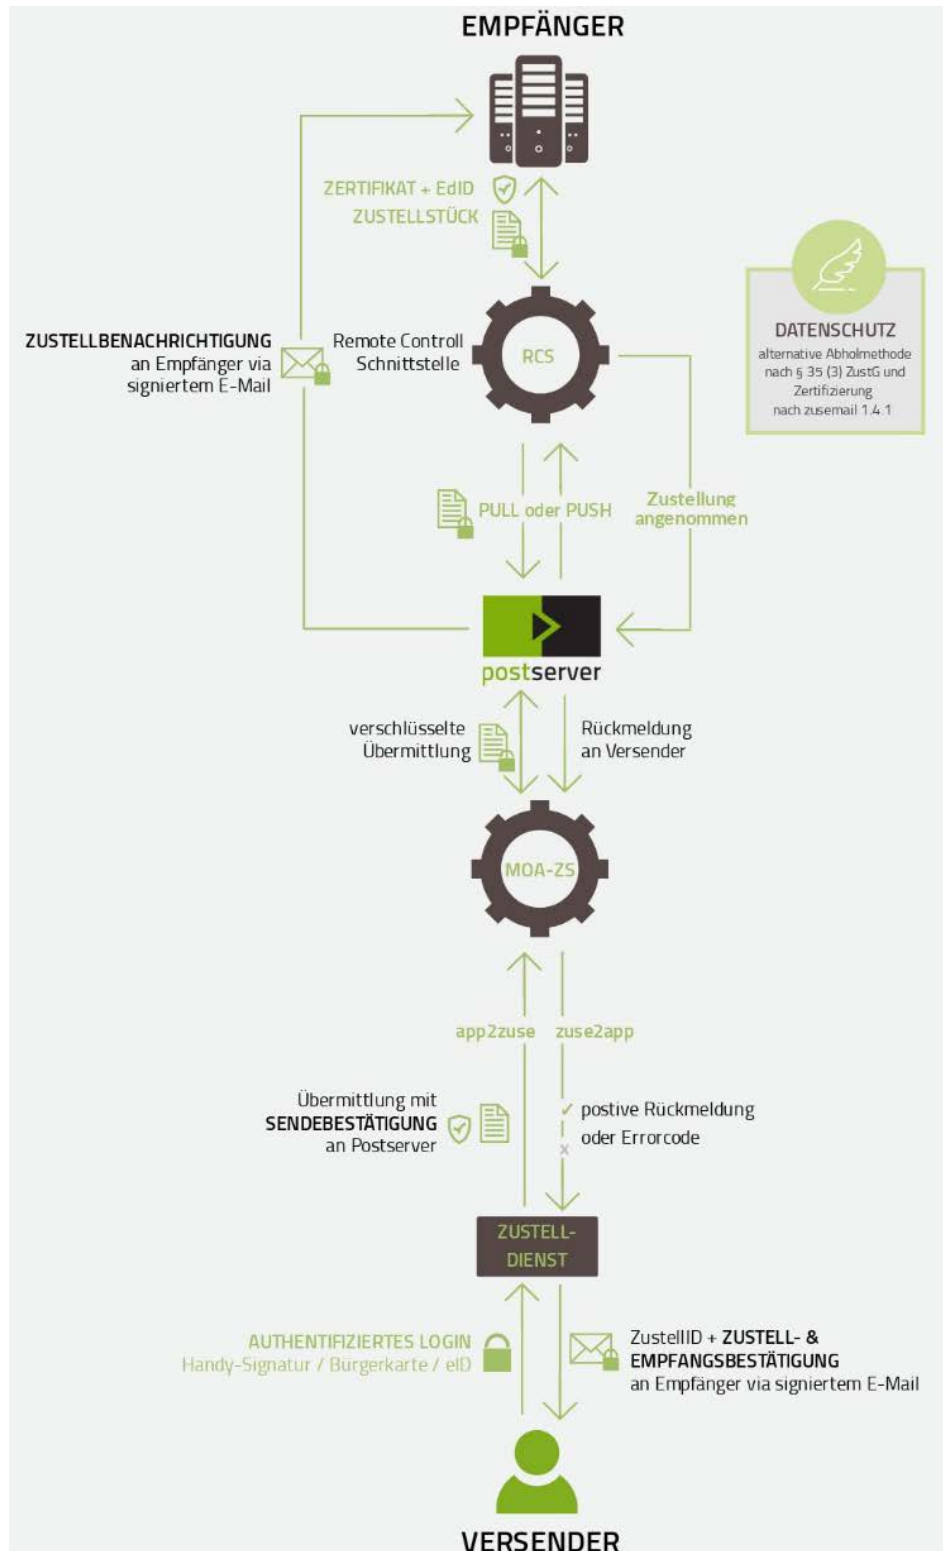 EMPFÄNGER
ZERTIFIKAT + EdID
ZUSTELLSTÜCK
ZUSTELLBENACHRICHTIGUNG
an Empfänger via
signiertem E-Mail
Remote Controll
Schnittstelle
RCS
DATENSCHUTZ
alternative Abholmethode
nach § 35 (3) ZustG und
Zertifizierung
nach zusemail 1.4.1
PULL oder PUSH
Zustellung
angenommen
postserver
verschlüsselte
Übermittlung
Rückmeldung
an Versender
MOA-ZS
app2zuse
zuse2app
Übermittlung mit
SENDEBESTÄTIGUNG
an Postserver
postive Rückmeldung
oder Errorcode
ZUSTELL-
DIENST
AUTHENTIFIZIERTES LOGIN
Handy-Signatur / Bürgerkarte / eID
ZustellID + ZUSTELL- &
EMPFANGSBESTÄTIGUNG
an Empfänger via signiertem E-Mail
VERSENDER